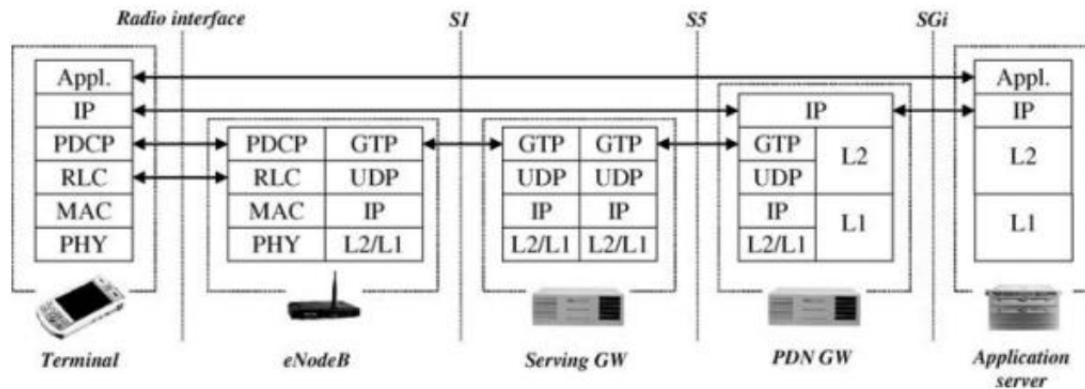 Radio interface S1 S5 SGi
Appl. Appl.
IP IP IP
PDCP PDCP GTP GTP GTP GTP L2 L2
RLC RLC UDP UDP UDP UDP
MAC MAC IP IP IP IP L1 L1
PHY PHY L2/L1 L2/L1 L2/L1 L2/L1
Terminal eNodeB Serving GW PDN GW Application
server